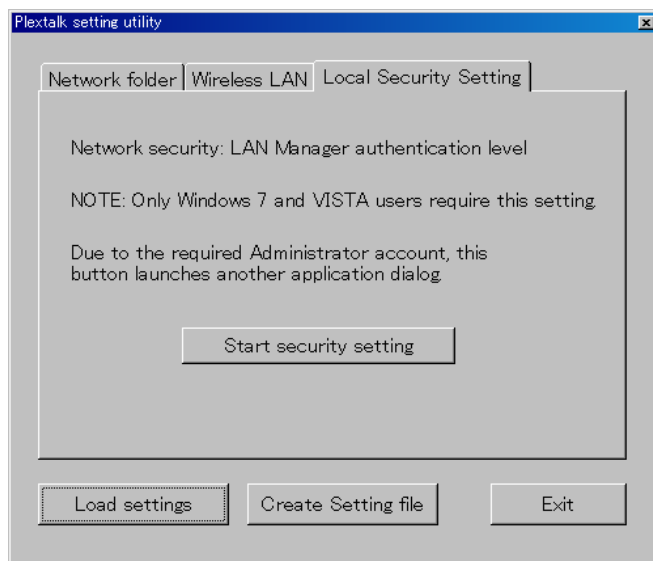 Plextalk setting utility
Network folder Wireless LAN Local Security Setting
Network security: LAN Manager authentication level
NOTE: Only Windows 7 and VISTA users require this setting.
Due to the required Administrator account, this
button launches another application dialog.
Start security setting
Load settings Create Setting file Exit